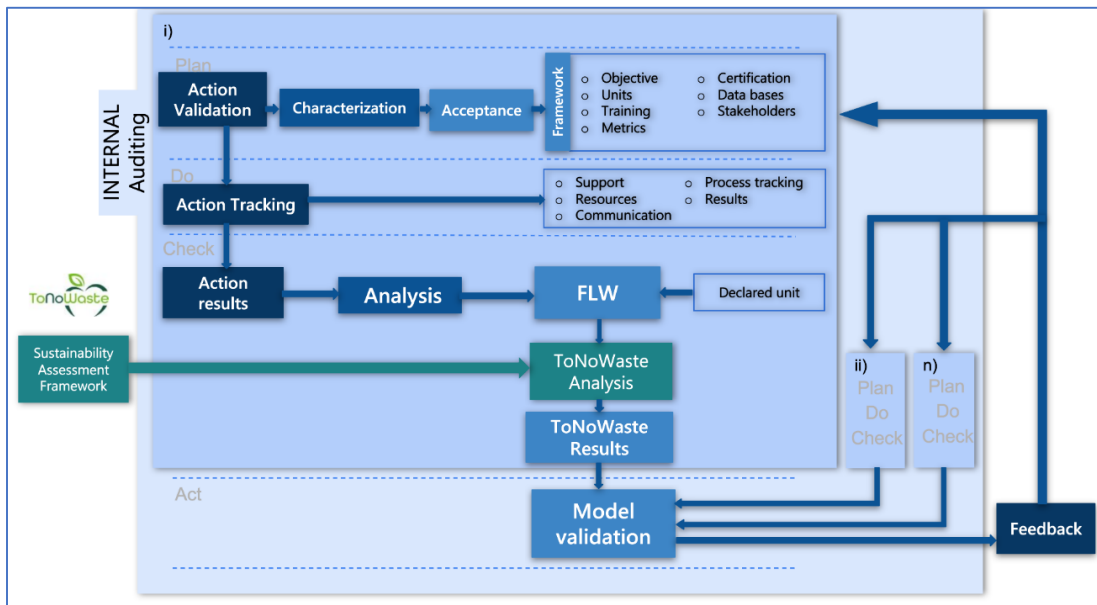 i)
Plan
INTERNAL
Auditing
Action
Validation
Characterization
Acceptance
Framework
o Objective
o Units
o Training
o Metrics
o Certification
o Data bases
o Stakeholders
Do
Action Tracking
o Support
o Resources
o Communication
o Process tracking
o Results
Check
Action
results
Analysis
FLW
Declared unit
ToNoWaste
Sustainability
Assessment
Framework
ToNoWaste
Analysis
ToNoWaste
Results
ii)
Plan
Do
Check
n)
Plan
Do
Check
Act
Model
validation
Feedback